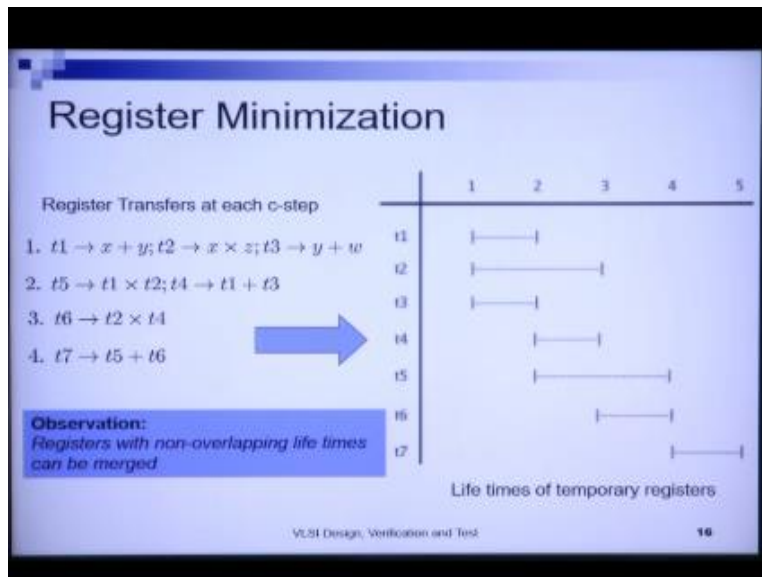 Register Minimization
Register Transfers at each c-step
1. t1 → x + y; t2 → x × z; t3 → y + w
2. t5 → t1 × t2; t4 → t1 + t3
3. t6 → t2 × t4
4. t7 → t5 + t6
Observation:
Registers with non-overlapping life times
can be merged
1 2 3 4 5
t1
t2
t3
t4
t5
t6
t7
Life times of temporary registers
VLSI Design, Verification and Test
16